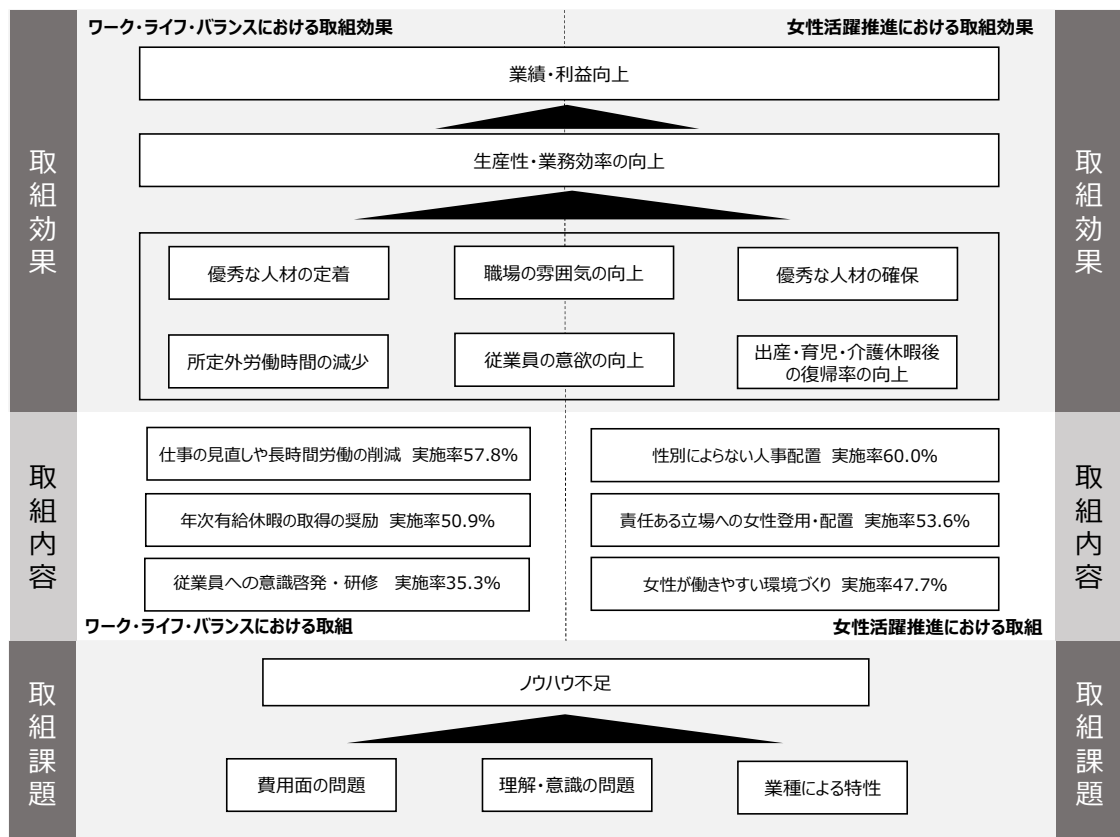 ワーク・ライフ・バランスにおける取組効果
女性活躍推進における取組効果
取組効果
取組効果
業績・利益向上
生産性・業務効率の向上
優秀な人材の定着
職場の雰囲気の向上
優秀な人材の確保
所定外労働時間の減少
従業員の意欲の向上
出産・育児・介護休暇後
の復帰率の向上
取組内容
取組内容
仕事の見直しや長時間労働の削減 実施率57.8%
性別によらない人事配置 実施率60.0%
年次有給休暇の取得の奨励 実施率50.9%
責任ある立場への女性登用・配置 実施率53.6%
従業員への意識啓発・研修 実施率35.3%
女性が働きやすい環境づくり 実施率47.7%
ワーク・ライフ・バランスにおける取組
女性活躍推進における取組
取組課題
取組課題
ノウハウ不足
費用面の問題
理解・意識の問題
業種による特性